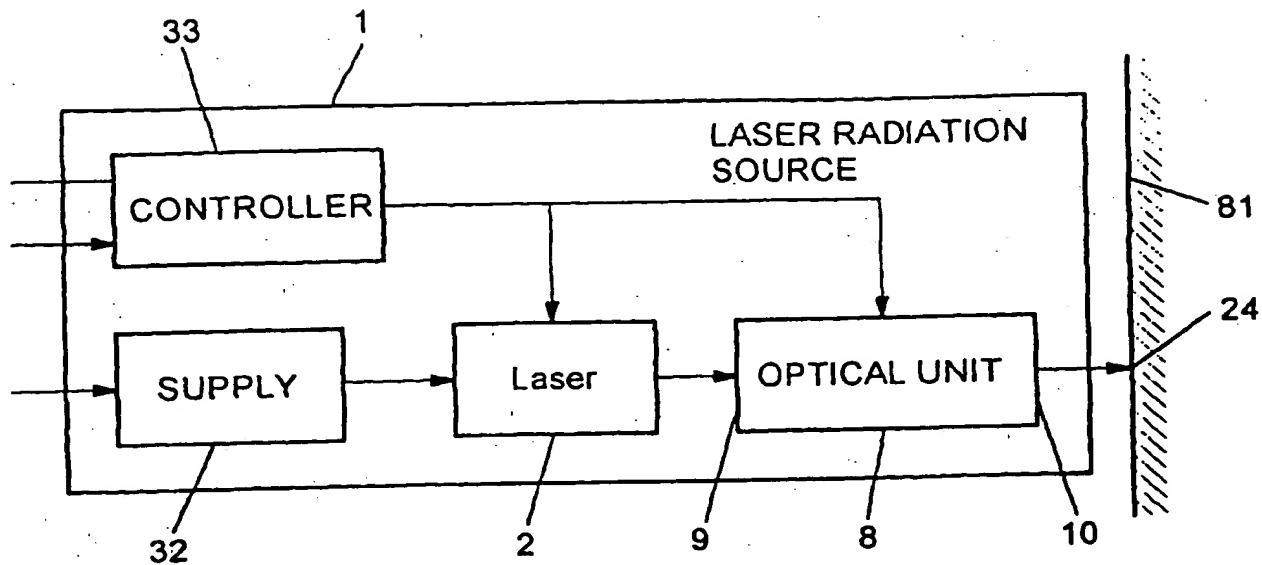 33
1
LASER RADIATION
SOURCE
CONTROLLER
81
24
SUPPLY
Laser
OPTICAL UNIT
32
2
9
8
10